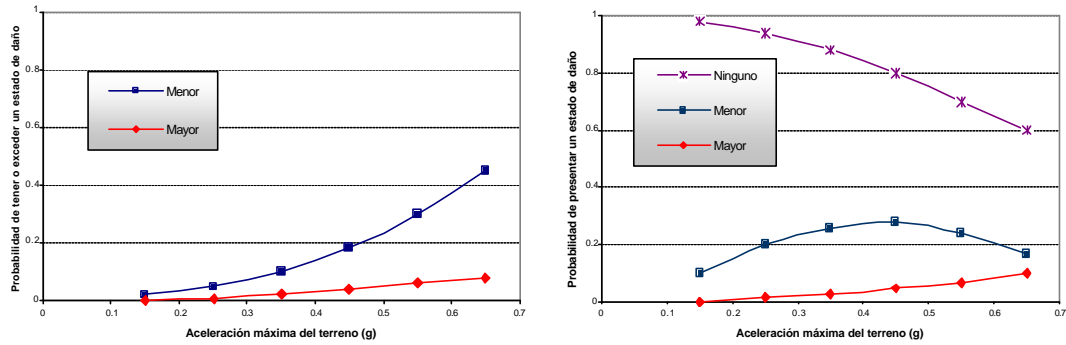 Probabilidad de tener o exceder un estado de daño
1
0.8
0.6
0.4
0.2
0
Menor
Mayor
0 0.1 0.2 0.3 0.4 0.5 0.6 0.7
Aceleración máxima del terreno (g)
Probabilidad de presentar un estado de daño
1
0.8
0.6
0.4
0.2
0
Ninguno
Menor
Mayor
0 0.1 0.2 0.3 0.4 0.5 0.6 0.7
Aceleración máxima del terreno (g)